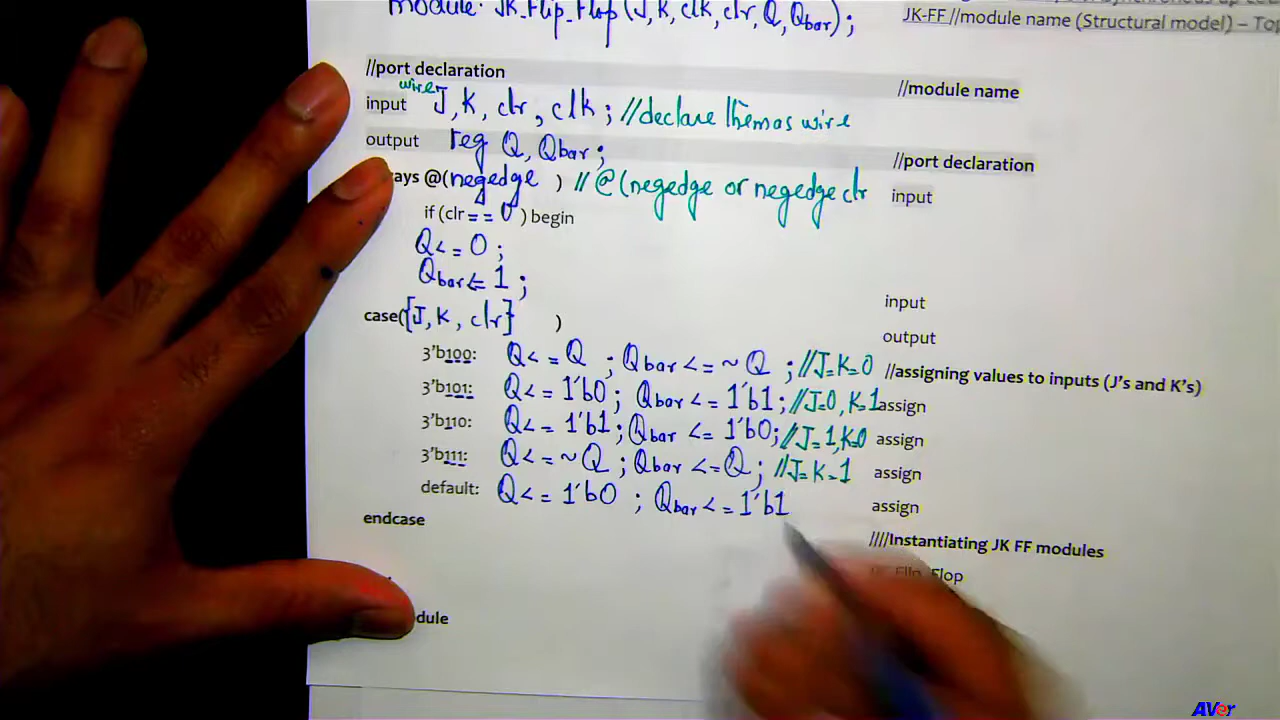 module JK_Flip_Flop (J, K, clk, clr, Q, Qbar);
//port declaration
input wire J, K, clr, clk; //declare them as wire
output reg Q, Qbar;
ays @(negedge ) // @(negedge or negedge clr
if (clr == 0) begin
Q <= 0;
Qbar <= 1;
case({J, K, clr} )
3'b100: Q <= Q ; Qbar <= ~Q ; //J=K=0
3'b101: Q <= 1'b0 ; Qbar <= 1'b1 ; //J=0, K=1
3'b110: Q <= 1'b1 ; Qbar <= 1'b0; //J=1, K=0
3'b111: Q <= ~Q ; Qbar <= Q ; //J=K=1
default: Q <= 1'b0 ; Qbar <= 1'b1
endcase
dule
JK-FF //module name (Structural model) – Top
//module name
//port declaration
input
input
output
//assigning values to inputs (J's and K's)
assign
assign
assign
assign
////Instantiating JK FF modules
Flop
AVer